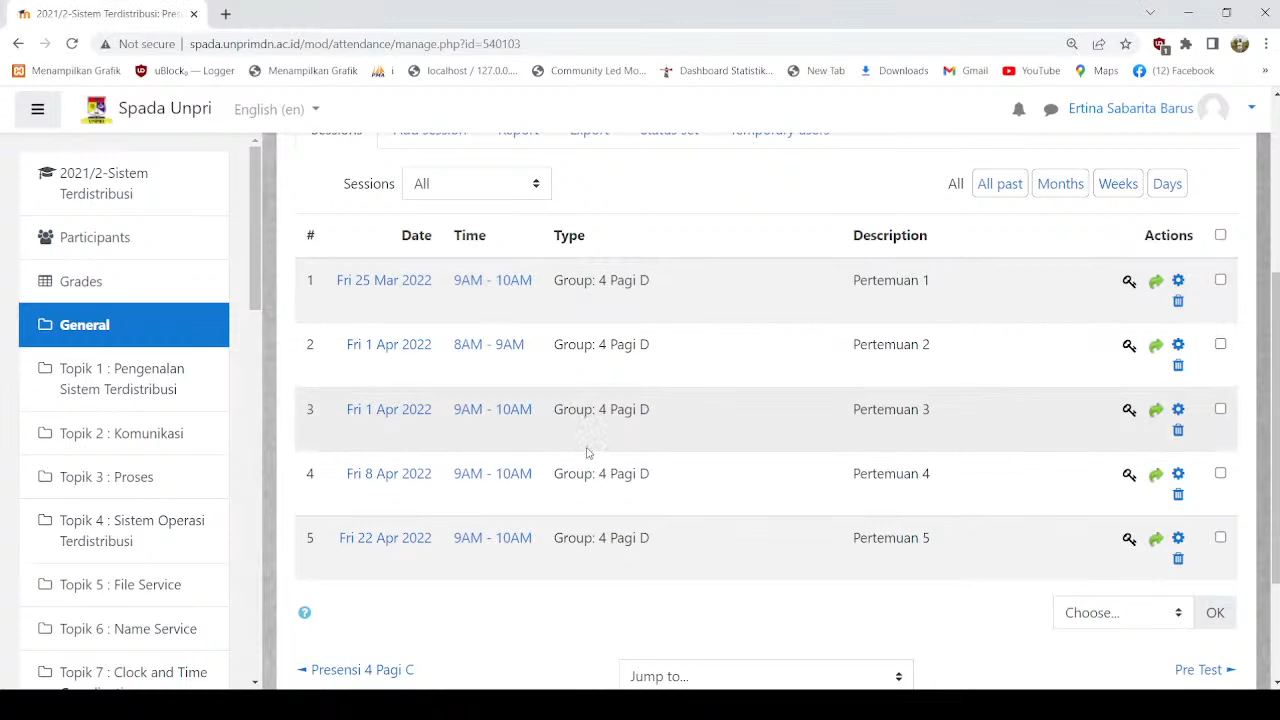 2021/2-Sistem Terdistribusi: Pres
Not secure | spada.unprimdn.ac.id/mod/attendance/manage.php?id=540103
Menampilkan Grafik uBlock₀ — Logger Menampilkan Grafik i localhost / 127.0.0.... Community Led Mo... Dashboard Statistik... New Tab Downloads Gmail YouTube Maps (12) Facebook »
Spada Unpri English (en) Ertina Sabarita Barus
Sessions Add session Report Export Status set Temporary users
2021/2-Sistem
Terdistribusi
Participants
Grades
General
Topik 1 : Pengenalan
Sistem Terdistribusi
Topik 2 : Komunikasi
Topik 3 : Proses
Topik 4 : Sistem Operasi
Terdistribusi
Topik 5 : File Service
Topik 6 : Name Service
Topik 7 : Clock and Time
Sessions All All All past Months Weeks Days
# Date Time Type Description Actions
1 Fri 25 Mar 2022 9AM - 10AM Group: 4 Pagi D Pertemuan 1
2 Fri 1 Apr 2022 8AM - 9AM Group: 4 Pagi D Pertemuan 2
3 Fri 1 Apr 2022 9AM - 10AM Group: 4 Pagi D Pertemuan 3
4 Fri 8 Apr 2022 9AM - 10AM Group: 4 Pagi D Pertemuan 4
5 Fri 22 Apr 2022 9AM - 10AM Group: 4 Pagi D Pertemuan 5
Choose... OK
◄ Presensi 4 Pagi C Jump to... Pre Test ►